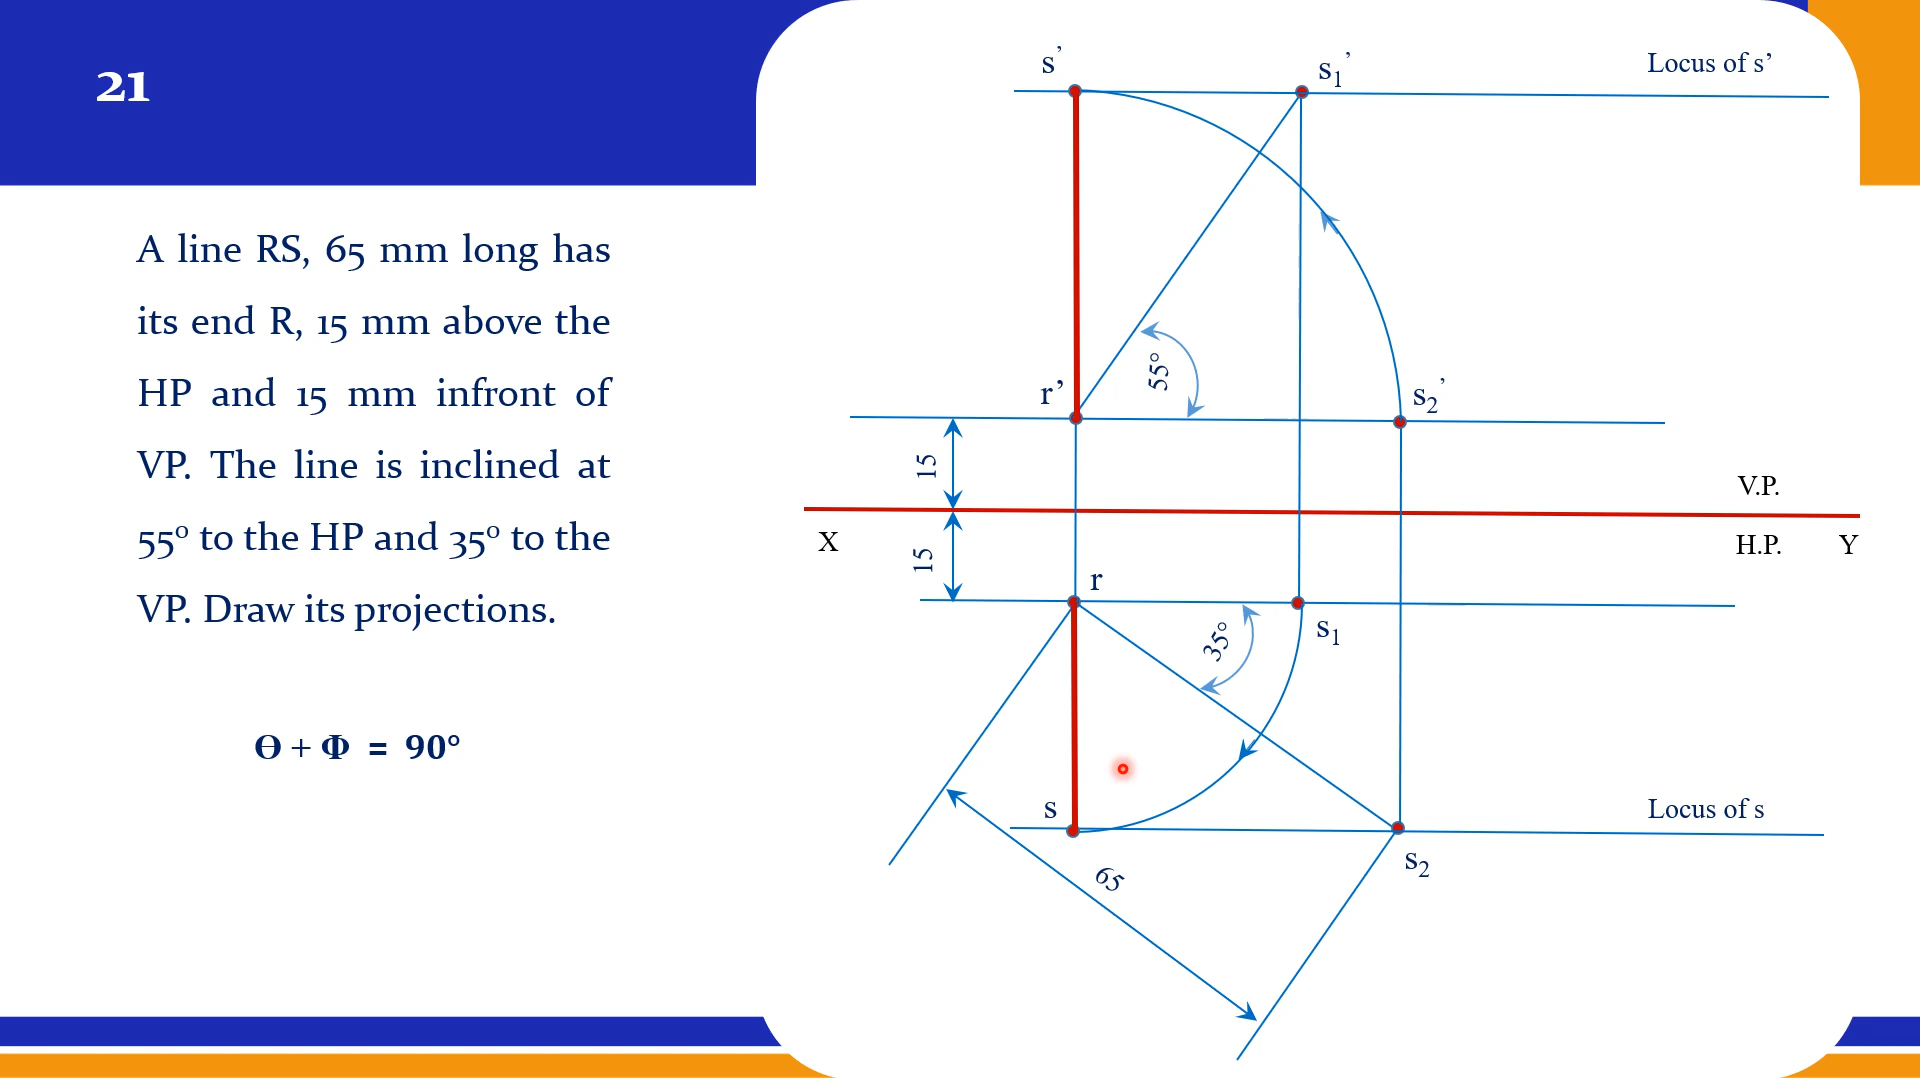 21
A line RS, 65 mm long has
its end R, 15 mm above the
HP and 15 mm infront of
VP. The line is inclined at
55° to the HP and 35° to the
VP. Draw its projections.
Ө + Φ = 90°
s’
s₁’
Locus of s’
55°
r’
s₂’
15
V.P.
X
H.P.
Y
15
r
35°
s₁
s
Locus of s
s₂
65